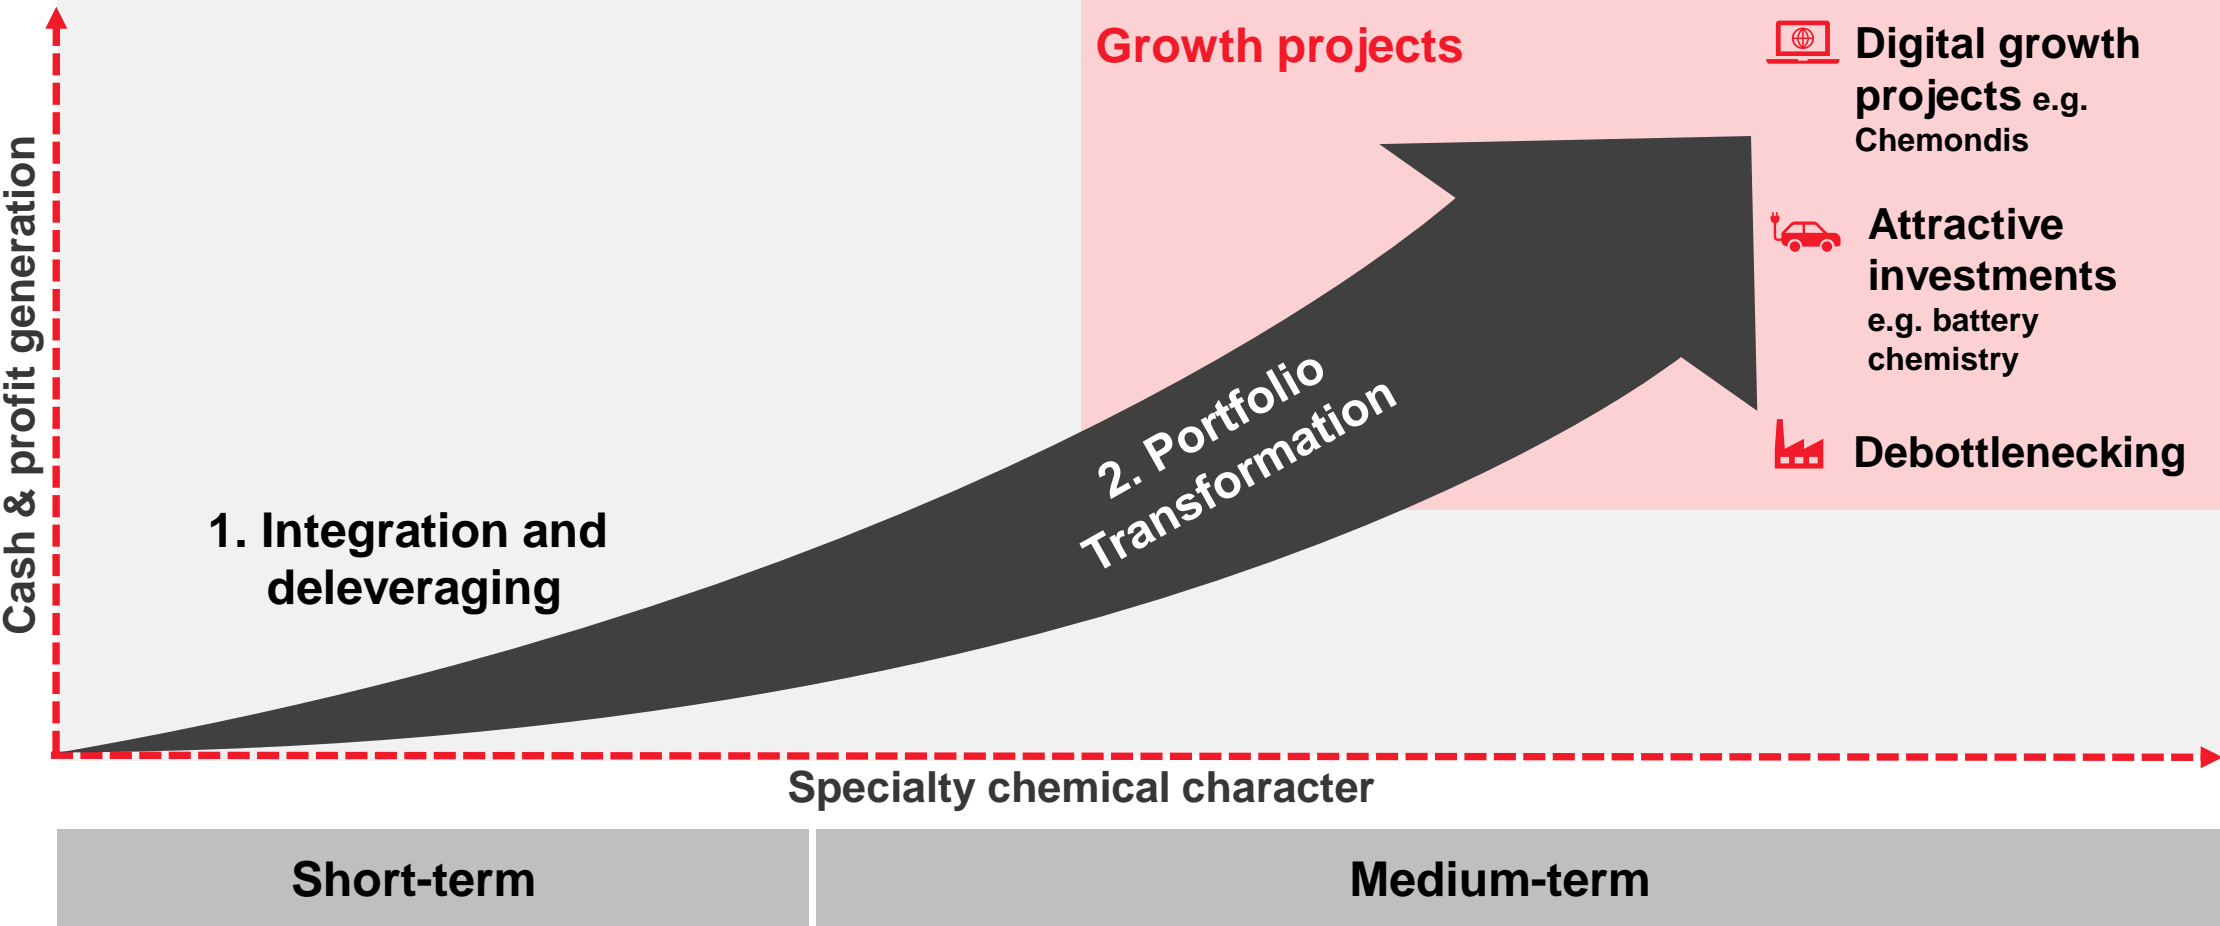 Growth projects
Digital growth
projects e.g.
Chemondis
Attractive
investments
e.g. battery
chemistry
Debottlenecking
Cash & profit generation
1. Integration and
deleveraging
2. Portfolio
Transformation
Specialty chemical character
Short-term
Medium-term